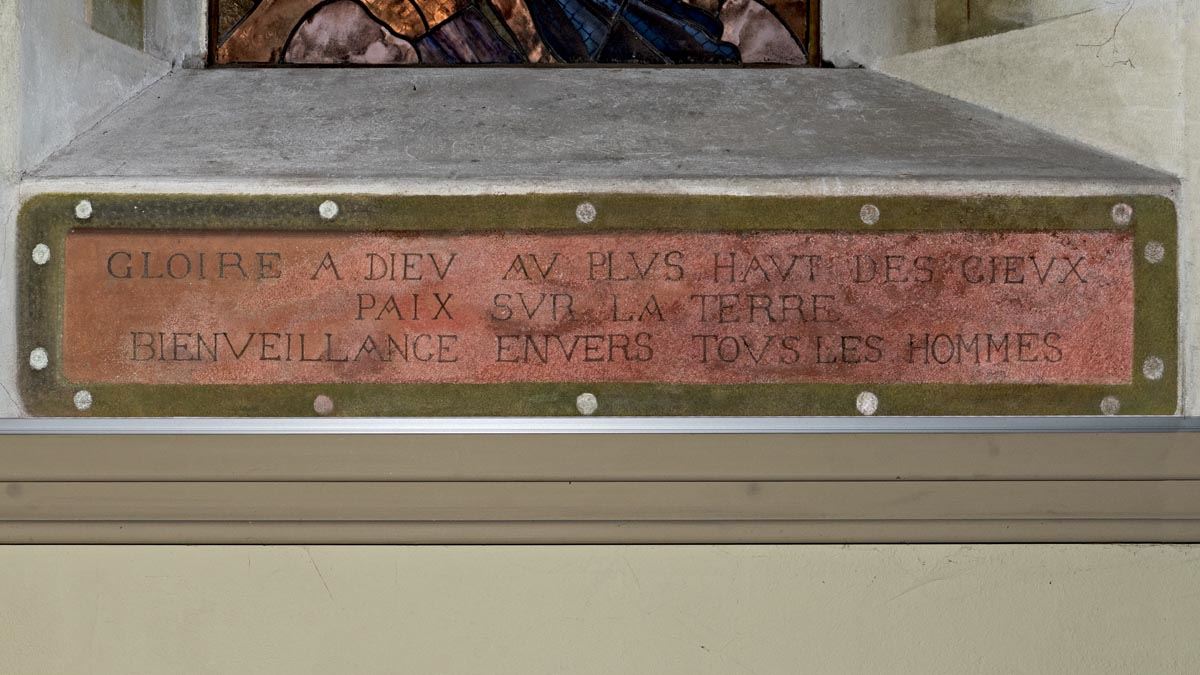 GLOIRE A DIEV AV PLVS HAVT DES CIEVX
PAIX SVR LA TERRE
BIENVEILLANCE ENVERS TOVS LES HOMMES